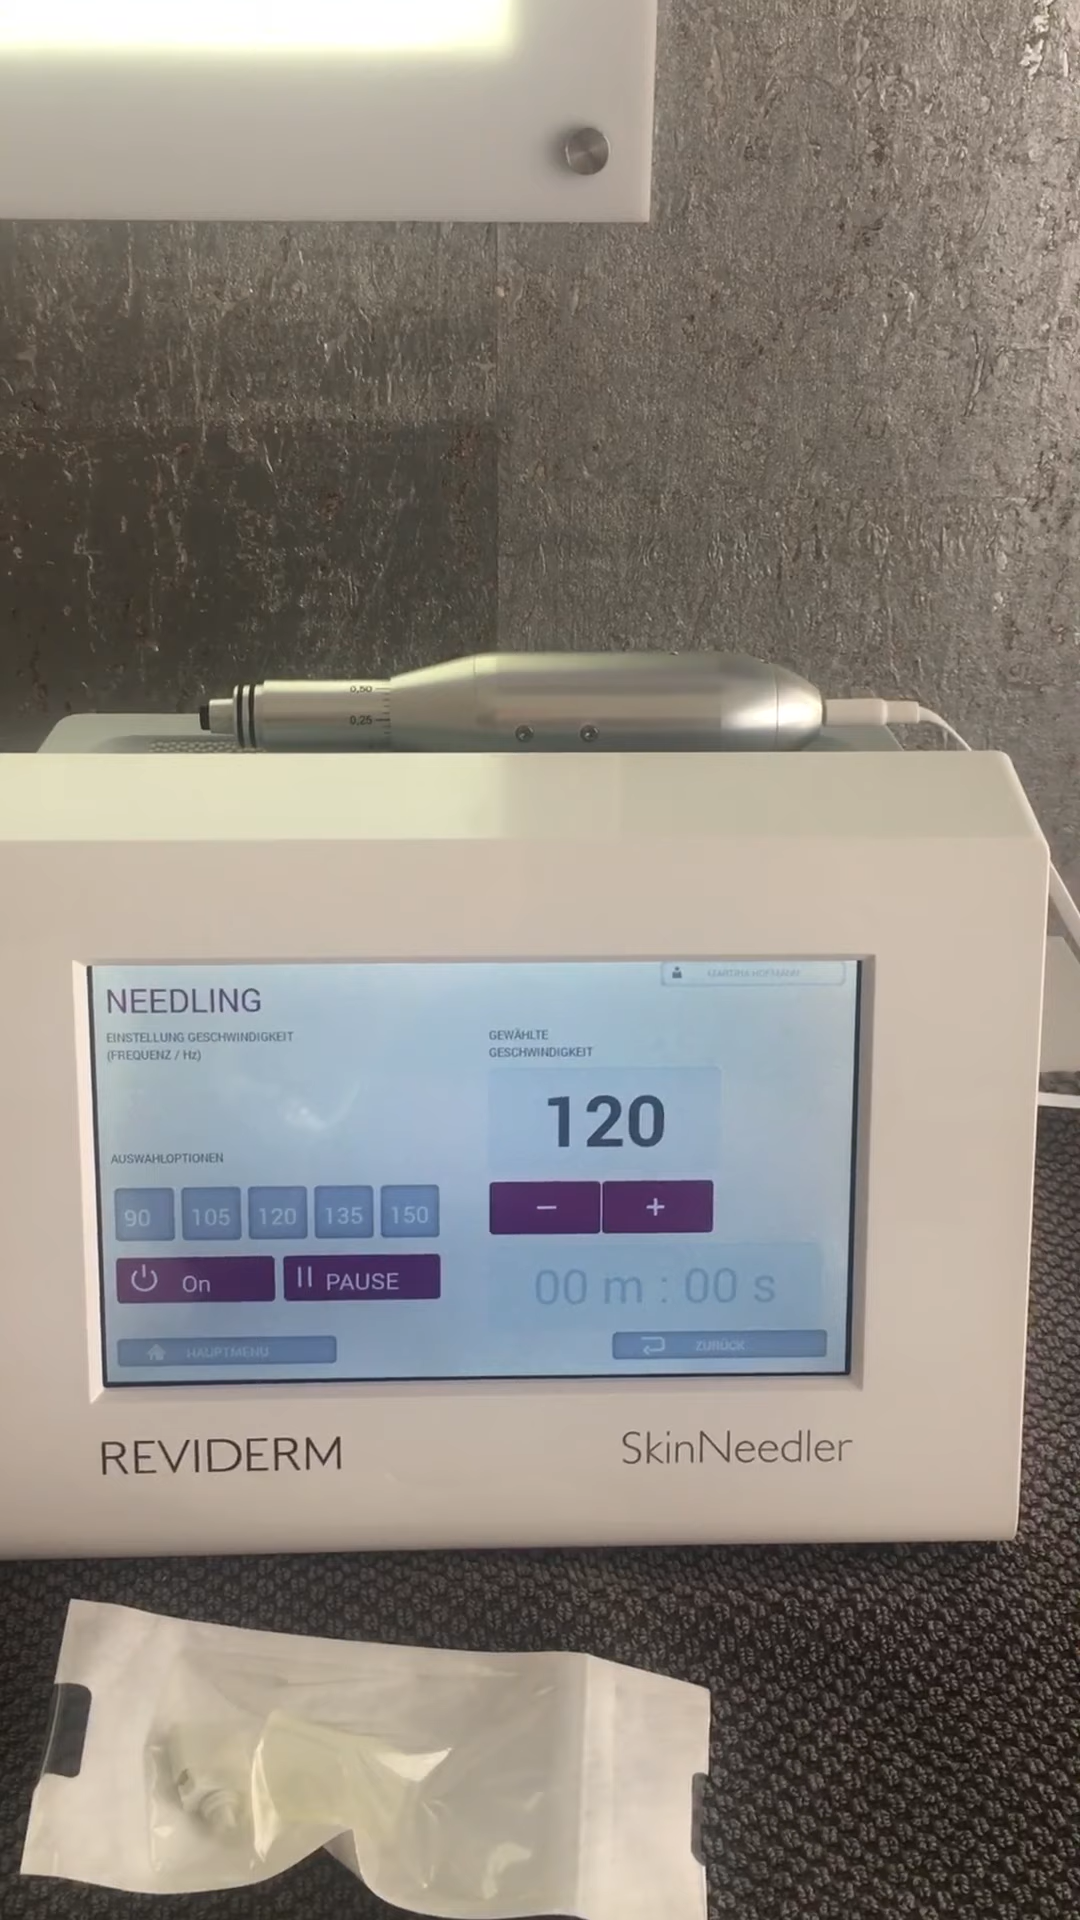 0,50
0,25
NEEDLING
EINSTELLUNG GESCHWINDIGKEIT
(FREQUENZ / Hz)
GEWÄHLTE
GESCHWINDIGKEIT
120
AUSWAHLOPTIONEN
90 105 120 135 150
− +
On PAUSE
00 m : 00 s
HAUPTMENÜ
ZURÜCK
REVIDERM
SkinNeedler